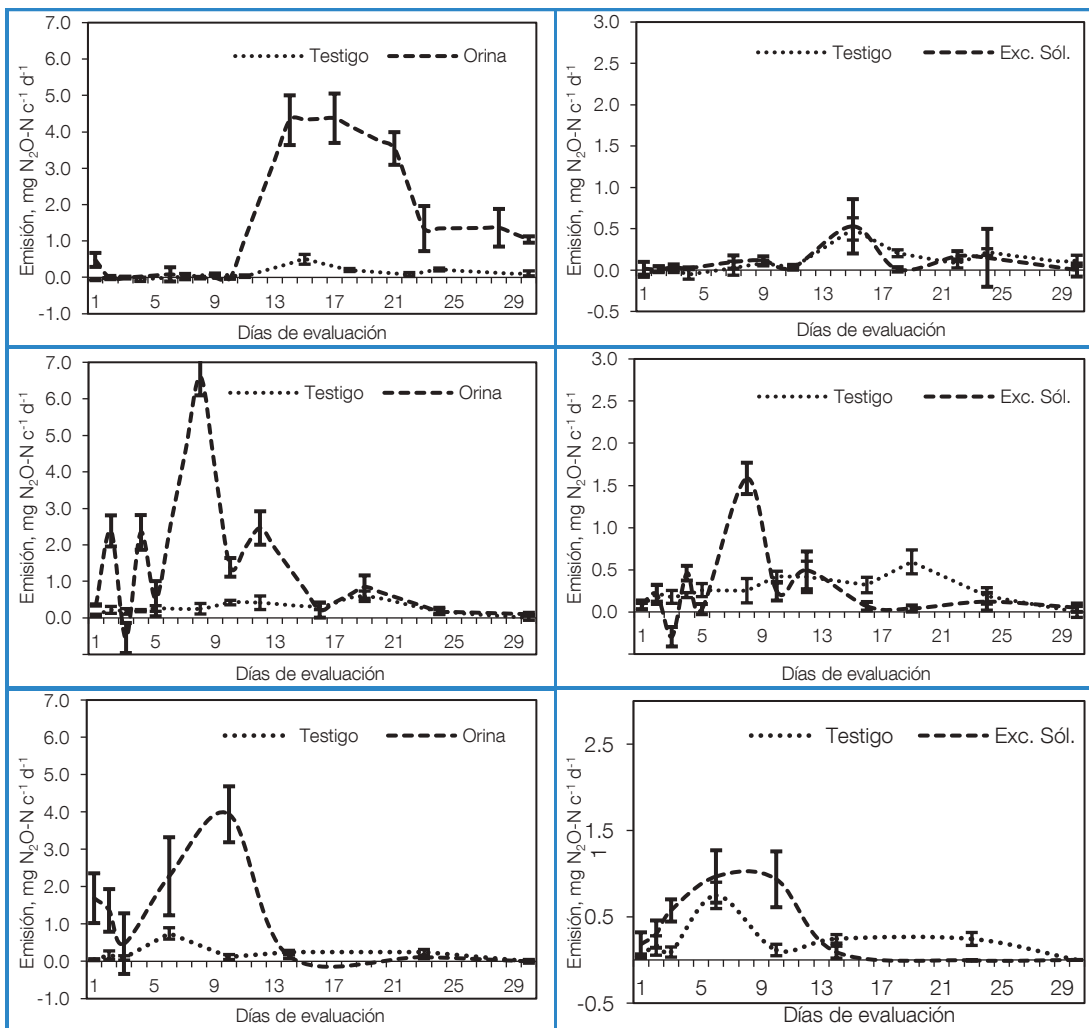 7.0
6.0
5.0
4.0
3.0
2.0
1.0
0.0
-1.0
Emisión, mg N₂O-N c⁻¹ d⁻¹
Testigo
Orina
1 5 9 13 17 21 25 29
Días de evaluación
3.0
2.5
2.0
1.5
1.0
0.5
0.0
-0.5
Emisión, mg N₂O-N c⁻¹ d⁻¹
Testigo
Exc. Sól.
1 5 9 13 17 21 25 29
Días de evaluación
7.0
6.0
5.0
4.0
3.0
2.0
1.0
0.0
Emisión, mg N₂O-N c⁻¹ d⁻¹
Testigo
Orina
1 5 9 13 17 21 25 29
Días de evaluación
3.0
2.5
2.0
1.5
1.0
0.5
0.0
Emisión, mg N₂O-N c⁻¹ d⁻¹
Testigo
Exc. Sól.
1 5 9 13 17 21 25 29
Días de evaluación
7.0
6.0
5.0
4.0
3.0
2.0
1.0
0.0
-1.0
Emisión, mg N₂O-N c⁻¹ d⁻¹
Testigo
Orina
1 5 9 13 17 21 25 29
Días de evaluación
2.5
1.5
1
0.5
-0.5
Emisión, mg N₂O-N c⁻¹ d⁻¹
Testigo
Exc. Sól.
1 5 9 13 17 21 25 29
Días de evaluación